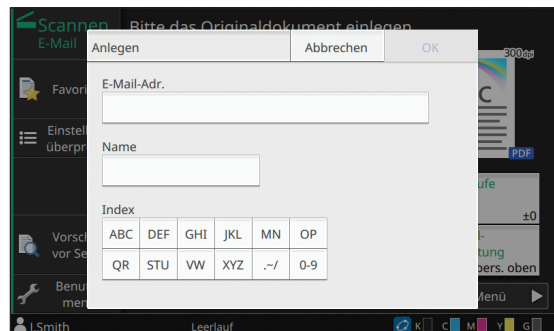 Scannen
E-Mail
Bitte das Originaldokument einlegen
Anlegen
Abbrechen
OK
300dpi
Favori
E-Mail-Adr.
C
Einstell
überpr
Name
PDF
ufe
±0
Index
ABC DEF GHI JKL MN OP
QR STU VW XYZ .~/ 0-9
Vorsch
vor Se
l-
tung
pers. oben
Benut
men
Menü
J.Smith
Leerlauf
K C M Y G